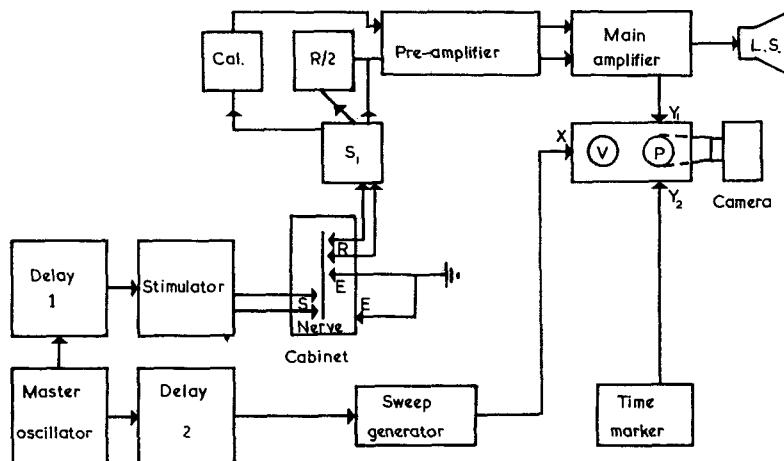 Cal.
R/2
Pre-amplifier
Main
amplifier
L.S.
S₁
X
Y₁
V
P
Y₂
Camera
Delay
1
Stimulator
R
E
S
E
Nerve
Cabinet
Master
oscillator
Delay
2
Sweep
generator
Time
marker